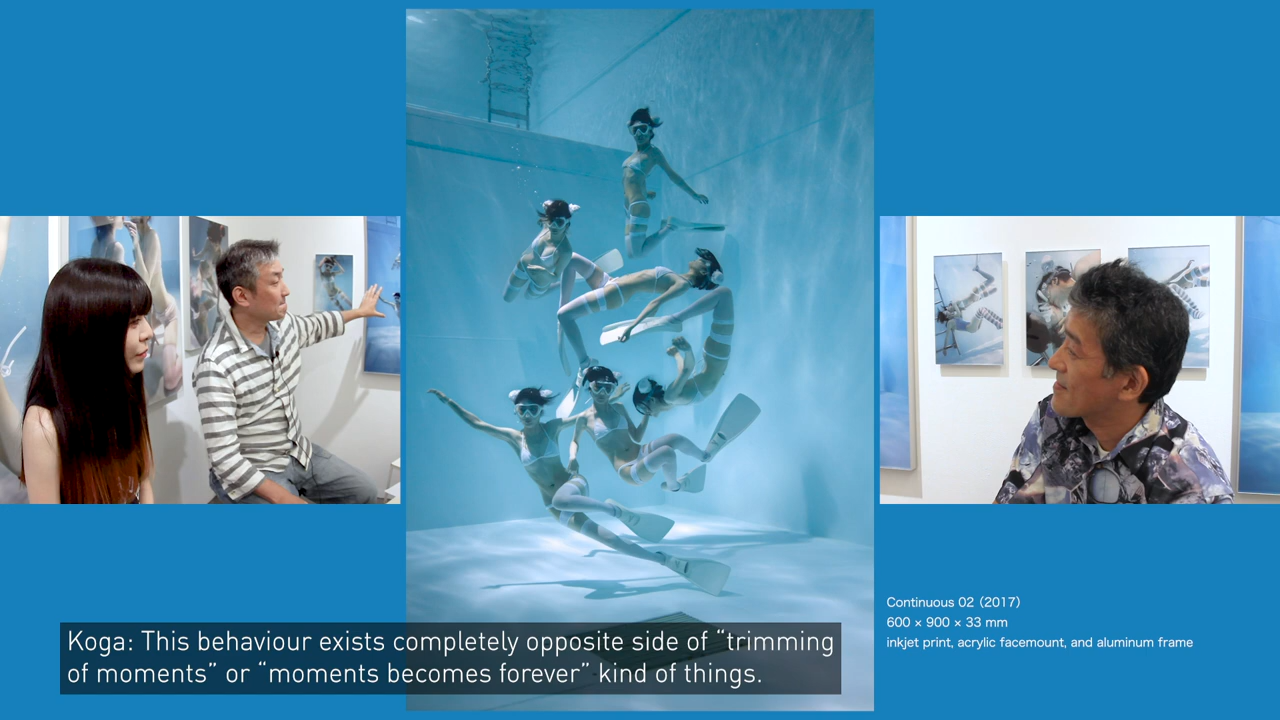 Continuous 02 (2017)
600 × 900 × 33 mm
inkjet print, acrylic facemount, and aluminum frame
Koga: This behaviour exists completely opposite side of “trimming
of moments” or “moments becomes forever” kind of things.